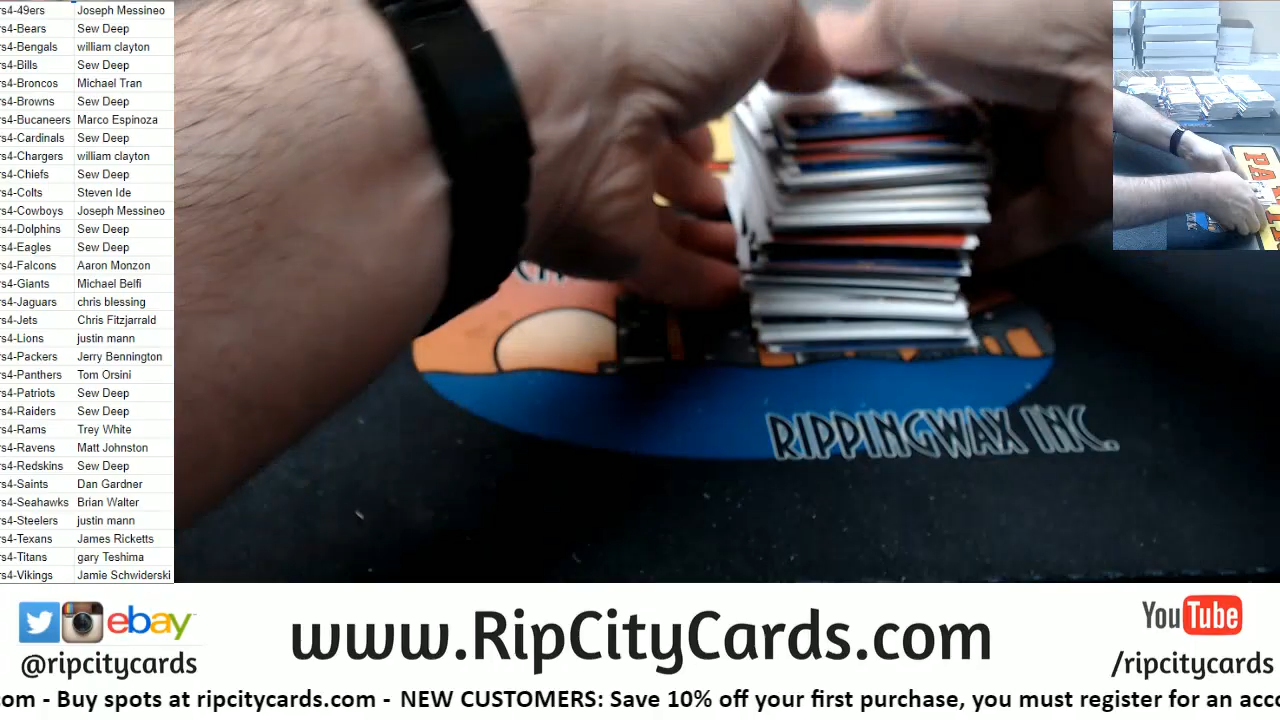 rs4-49ers Joseph Messineo
rs4-Bears Sew Deep
rs4-Bengals william clayton
rs4-Bills Sew Deep
rs4-Broncos Michael Tran
rs4-Browns Sew Deep
rs4-Bucaneers Marco Espinoza
rs4-Cardinals Sew Deep
rs4-Chargers william clayton
rs4-Chiefs Sew Deep
rs4-Colts Steven Ide
rs4-Cowboys Joseph Messineo
rs4-Dolphins Sew Deep
rs4-Eagles Sew Deep
rs4-Falcons Aaron Monzon
rs4-Giants Michael Belfi
rs4-Jaguars chris blessing
rs4-Jets Chris Fitzjarrald
rs4-Lions justin mann
rs4-Packers Jerry Bennington
rs4-Panthers Tom Orsini
rs4-Patriots Sew Deep
rs4-Raiders Sew Deep
rs4-Rams Trey White
rs4-Ravens Matt Johnston
rs4-Redskins Sew Deep
rs4-Saints Dan Gardner
rs4-Seahawks Brian Walter
rs4-Steelers justin mann
rs4-Texans James Ricketts
rs4-Titans gary Teshima
rs4-Vikings Jamie Schwiderski
RIPPINGWAX INC.
ebay
@ripcitycards
www.RipCityCards.com
YouTube
/ripcitycards
com - Buy spots at ripcitycards.com - NEW CUSTOMERS: Save 10% off your first purchase, you must register for an acco